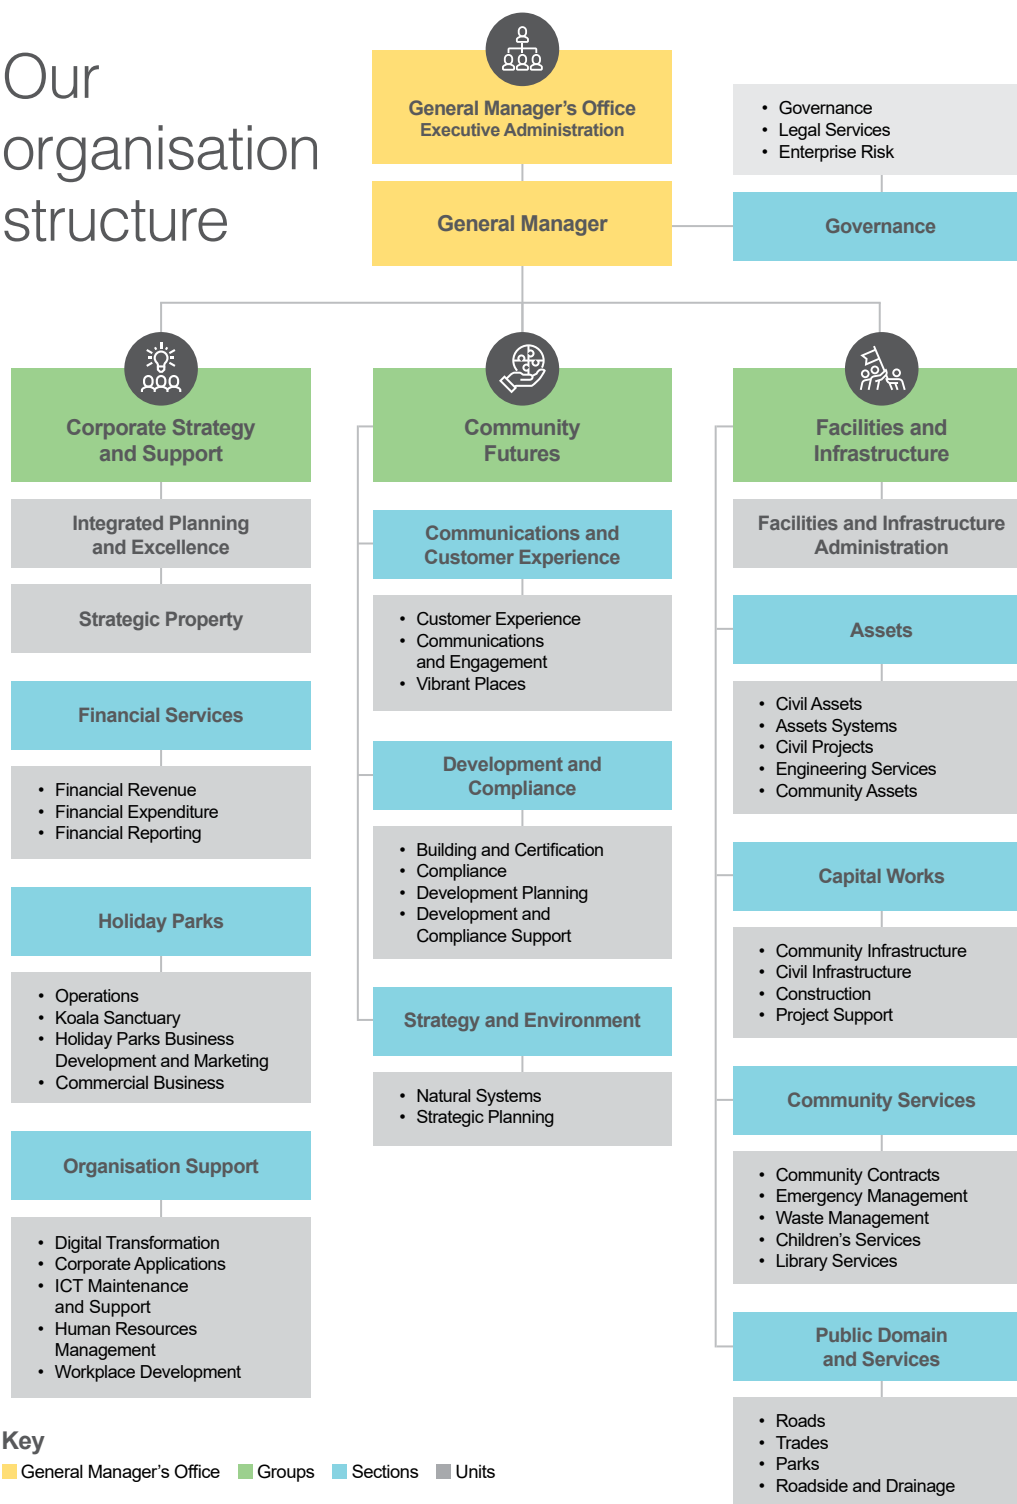 Our
organisation
structure
General Manager's Office
Executive Administration
General Manager
• Governance
• Legal Services
• Enterprise Risk
Governance
Corporate Strategy
and Support
Integrated Planning
and Excellence
Strategic Property
Financial Services
• Financial Revenue
• Financial Expenditure
• Financial Reporting
Holiday Parks
• Operations
• Koala Sanctuary
• Holiday Parks Business
Development and Marketing
• Commercial Business
Organisation Support
• Digital Transformation
• Corporate Applications
• ICT Maintenance
and Support
• Human Resources
Management
• Workplace Development
Community
Futures
Communications and
Customer Experience
• Customer Experience
• Communications
and Engagement
• Vibrant Places
Development and
Compliance
• Building and Certification
• Compliance
• Development Planning
• Development and
Compliance Support
Strategy and Environment
• Natural Systems
• Strategic Planning
Facilities and
Infrastructure
Facilities and Infrastructure
Administration
Assets
• Civil Assets
• Assets Systems
• Civil Projects
• Engineering Services
• Community Assets
Capital Works
• Community Infrastructure
• Civil Infrastructure
• Construction
• Project Support
Community Services
• Community Contracts
• Emergency Management
• Waste Management
• Children's Services
• Library Services
Public Domain
and Services
• Roads
• Trades
• Parks
• Roadside and Drainage
Key
General Manager's Office Groups Sections Units